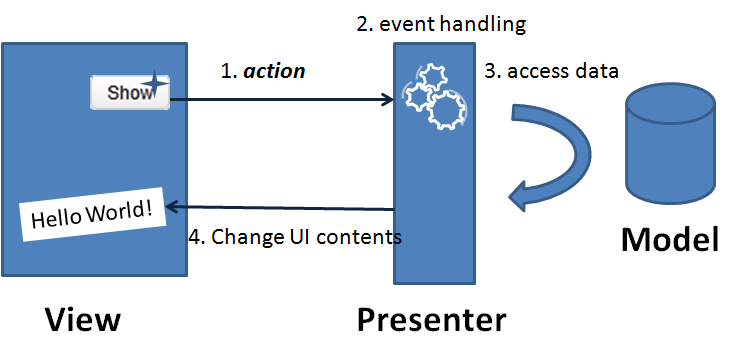 2. event handling
1. action
3. access data
Show
Hello World!
4. Change UI contents
Model
View
Presenter